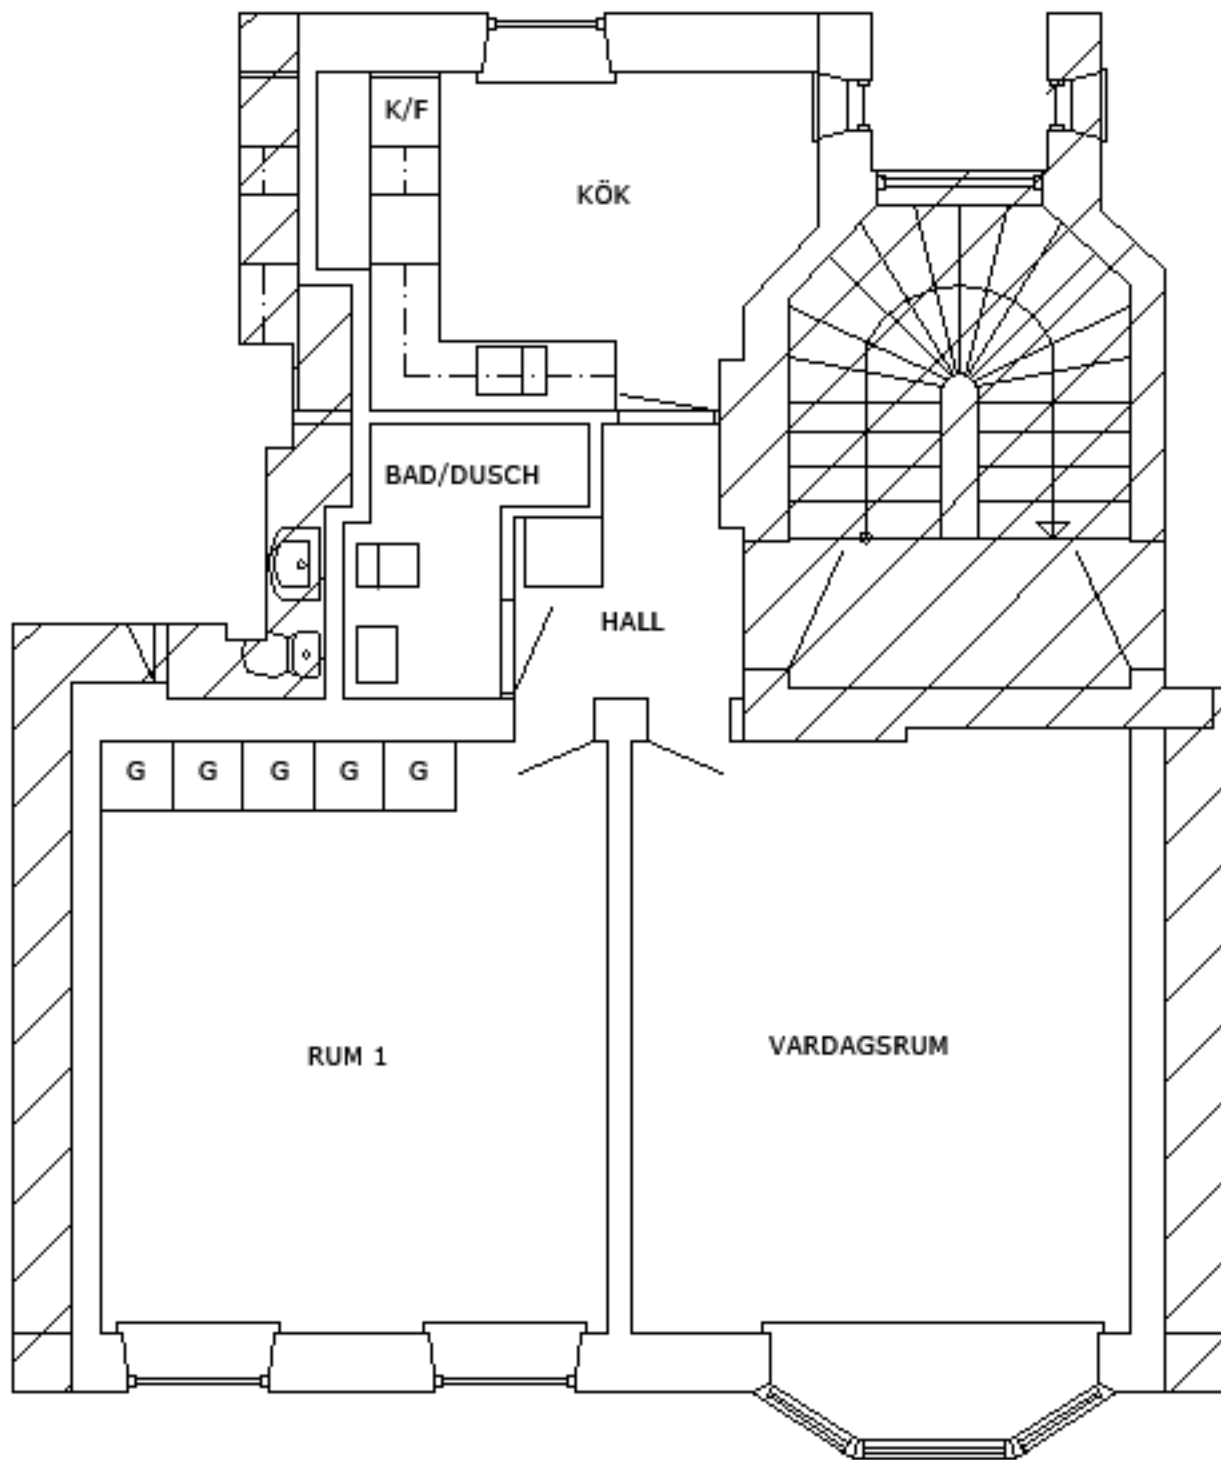 K/F
KÖK
BAD/DUSCH
HALL
G G G G G
RUM 1
VARDAGSRUM